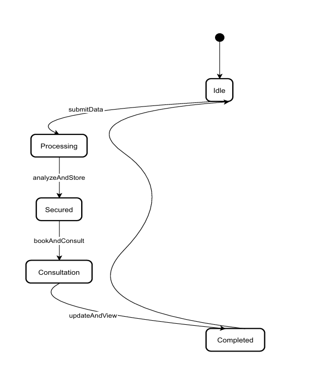 Idle
submitData
Processing
analyzeAndStore
Secured
bookAndConsult
Consultation
updateAndView
Completed